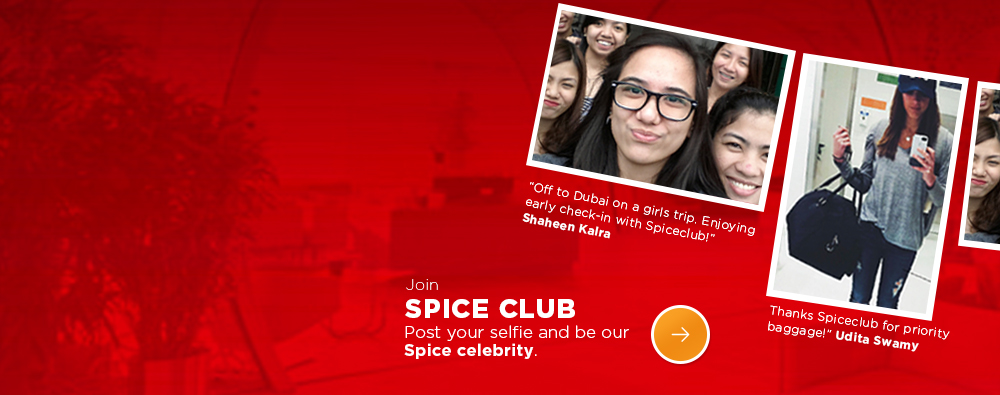 "Off to Dubai on a girls trip. Enjoying
early check-in with Spiceclub!"
Shaheen Kalra
Thanks Spiceclub for priority
baggage!" Udita Swamy
Join
SPICE CLUB
Post your selfie and be our
Spice celebrity.